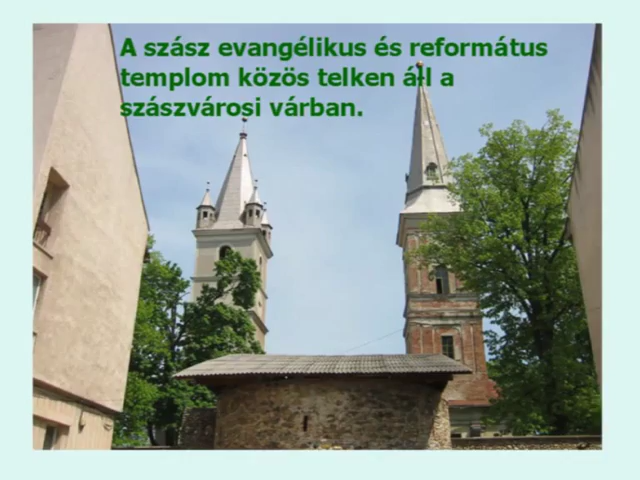 A szász evangélikus és református
templom közös telken áll a
szászvárosi várban.